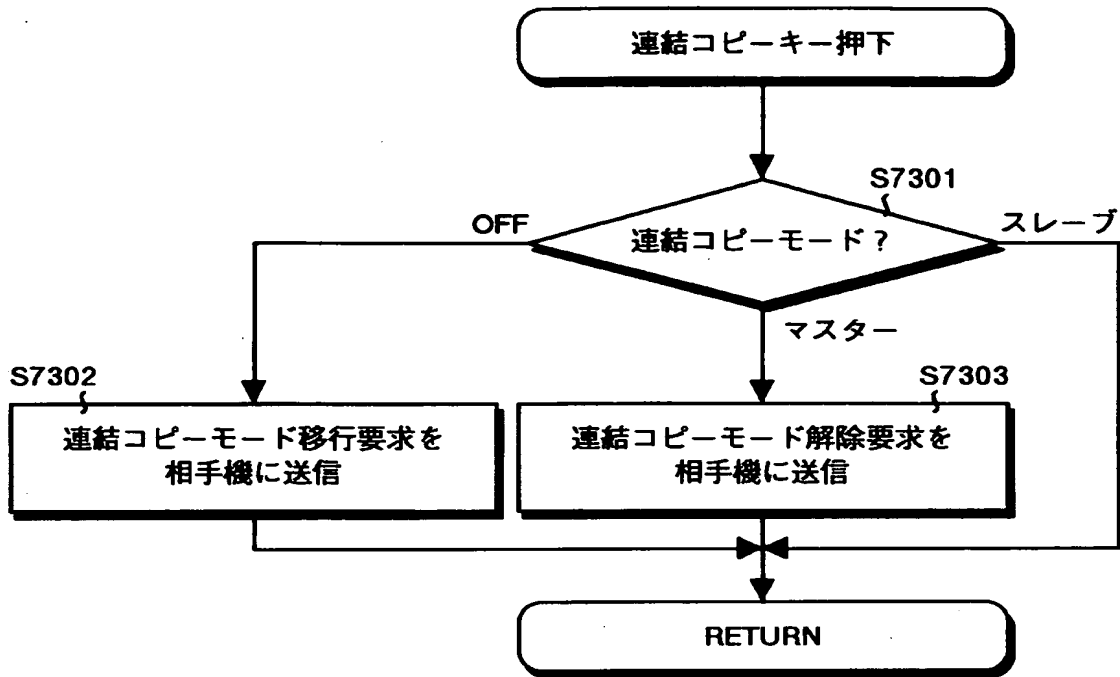 連結コピーキー押下
S7301
OFF
連結コピーモード？
スレーブ
マスター
S7302
連結コピーモード移行要求を
相手機に送信
S7303
連結コピーモード解除要求を
相手機に送信
RETURN